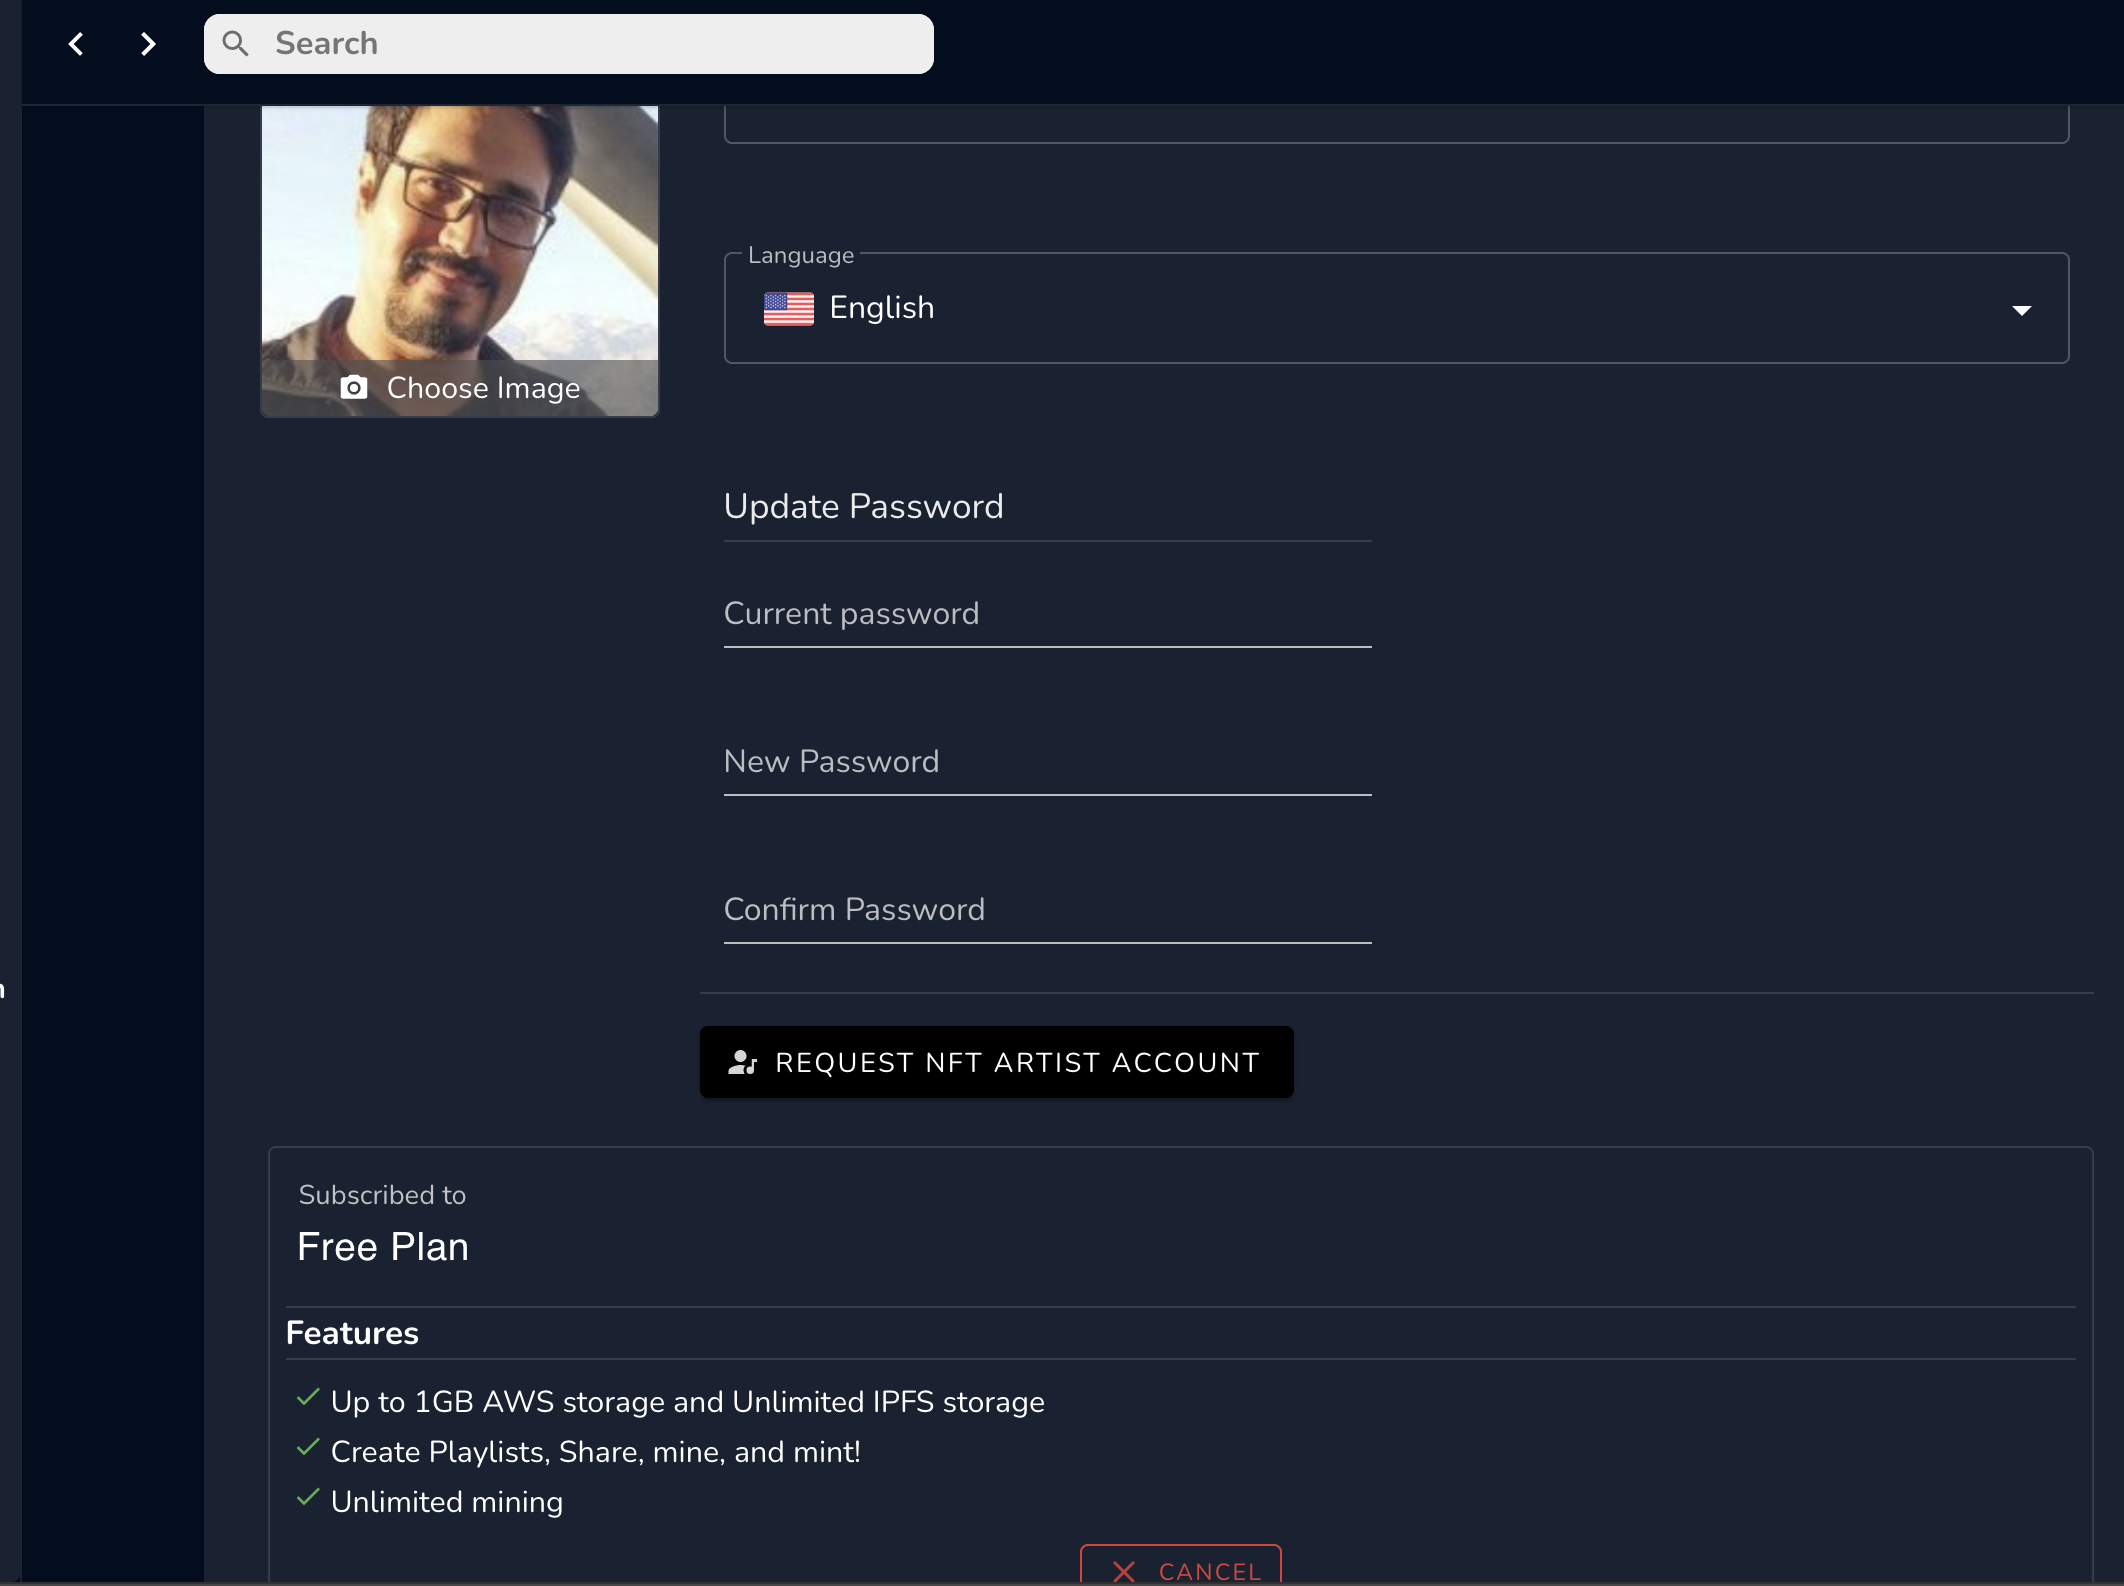 Search
Choose Image
Language
English
Update Password
Current password
New Password
Confirm Password
REQUEST NFT ARTIST ACCOUNT
Subscribed to
Free Plan
Features
Up to 1GB AWS storage and Unlimited IPFS storage
Create Playlists, Share, mine, and mint!
Unlimited mining
CANCEL